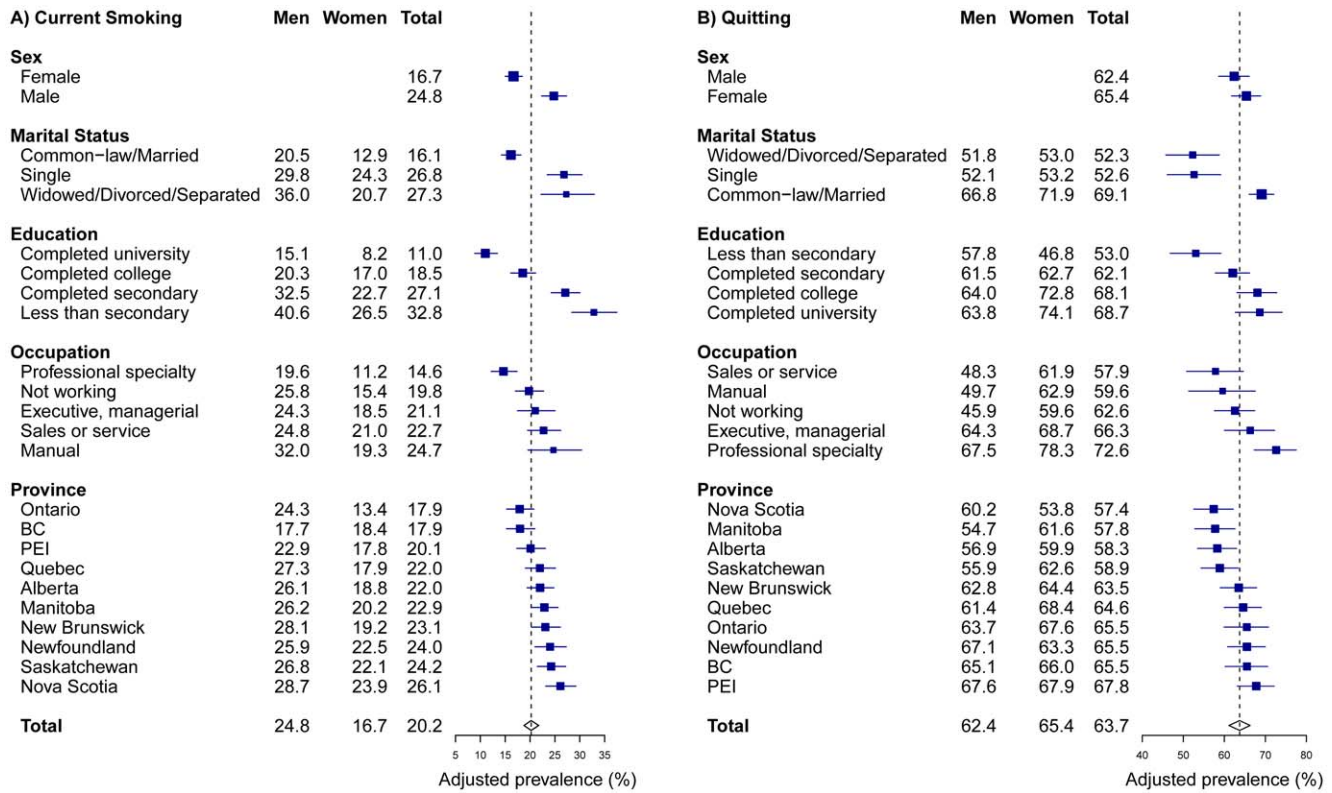 A) Current Smoking Men Women Total
Sex
Female 16.7
Male 24.8
Marital Status
Common−law/Married 20.5 12.9 16.1
Single 29.8 24.3 26.8
Widowed/Divorced/Separated 36.0 20.7 27.3
Education
Completed university 15.1 8.2 11.0
Completed college 20.3 17.0 18.5
Completed secondary 32.5 22.7 27.1
Less than secondary 40.6 26.5 32.8
Occupation
Professional specialty 19.6 11.2 14.6
Not working 25.8 15.4 19.8
Executive, managerial 24.3 18.5 21.1
Sales or service 24.8 21.0 22.7
Manual 32.0 19.3 24.7
Province
Ontario 24.3 13.4 17.9
BC 17.7 18.4 17.9
PEI 22.9 17.8 20.1
Quebec 27.3 17.9 22.0
Alberta 26.1 18.8 22.0
Manitoba 26.2 20.2 22.9
New Brunswick 28.1 19.2 23.1
Newfoundland 25.9 22.5 24.0
Saskatchewan 26.8 22.1 24.2
Nova Scotia 28.7 23.9 26.1
Total 24.8 16.7 20.2
5 10 15 20 25 30 35
Adjusted prevalence (%)
B) Quitting Men Women Total
Sex
Male 62.4
Female 65.4
Marital Status
Widowed/Divorced/Separated 51.8 53.0 52.3
Single 52.1 53.2 52.6
Common−law/Married 66.8 71.9 69.1
Education
Less than secondary 57.8 46.8 53.0
Completed secondary 61.5 62.7 62.1
Completed college 64.0 72.8 68.1
Completed university 63.8 74.1 68.7
Occupation
Sales or service 48.3 61.9 57.9
Manual 49.7 62.9 59.6
Not working 45.9 59.6 62.6
Executive, managerial 64.3 68.7 66.3
Professional specialty 67.5 78.3 72.6
Province
Nova Scotia 60.2 53.8 57.4
Manitoba 54.7 61.6 57.8
Alberta 56.9 59.9 58.3
Saskatchewan 55.9 62.6 58.9
New Brunswick 62.8 64.4 63.5
Quebec 61.4 68.4 64.6
Ontario 63.7 67.6 65.5
Newfoundland 67.1 63.3 65.5
BC 65.1 66.0 65.5
PEI 67.6 67.9 67.8
Total 62.4 65.4 63.7
40 50 60 70 80
Adjusted prevalence (%)